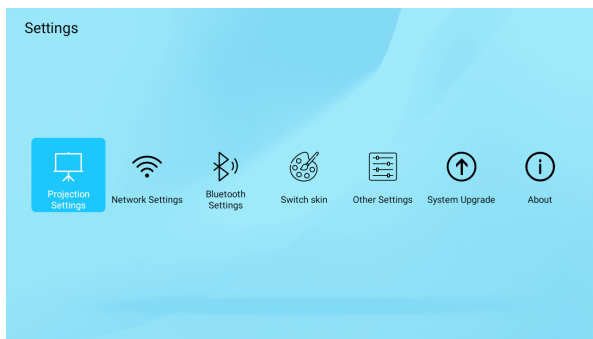 Settings
Projection
Settings
Network Settings
Bluetooth
Settings
Switch skin
Other Settings
System Upgrade
About